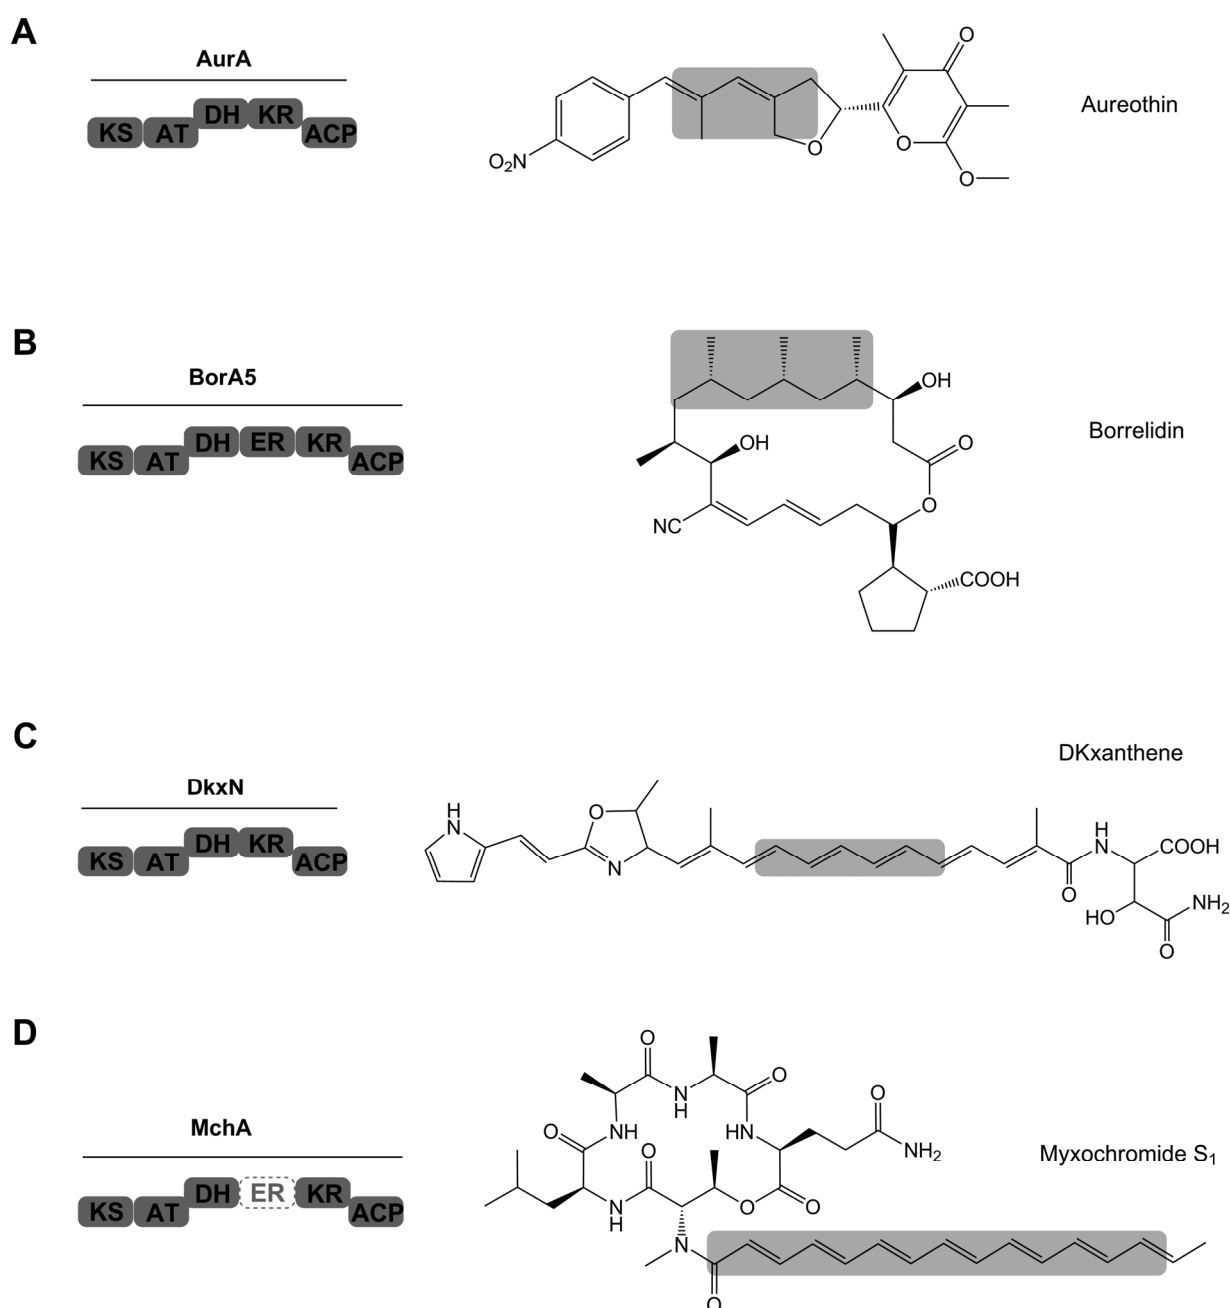 A
AurA
KS AT DH KR ACP
O₂N
O
O
O
O
Aureothin
B
BorA5
KS AT DH ER KR ACP
OH
OH
O
O
NC
COOH
Borrelidin
C
DkxN
KS AT DH KR ACP
DKxanthene
H
N
O
N
H
N
COOH
O
HO
NH₂
O
D
MchA
KS AT DH ER KR ACP
O
O
N
H
O
NH
HN
O
NH₂
O
O
N
H
O
O
N
O
Myxochromide S₁